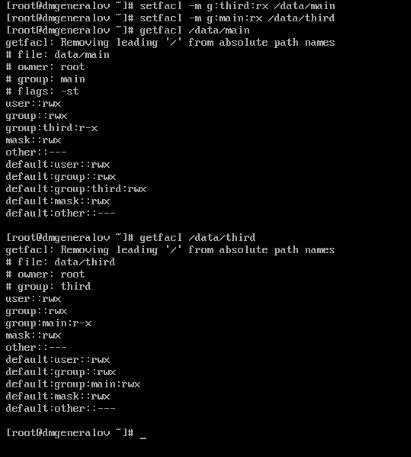 [root@dmgeneralov ~]# setfacl -m g:third:rx /data/main
[root@dmgeneralov ~]# setfacl -m g:main:rx /data/third
[root@dmgeneralov ~]# getfacl /data/main
getfacl: Removing leading '/' from absolute path names
# file: data/main
# owner: root
# group: main
# flags: -st
user::rwx
group::rwx
group:third:r-x
mask::rwx
other::---
default:user::rwx
default:group::rwx
default:group:third:rwx
default:mask::rwx
default:other::---

[root@dmgeneralov ~]# getfacl /data/third
getfacl: Removing leading '/' from absolute path names
# file: data/third
# owner: root
# group: third
user::rwx
group::rwx
group:main:r-x
mask::rwx
other::---
default:user::rwx
default:group::rwx
default:group:main:rwx
default:mask::rwx
default:other::---

[root@dmgeneralov ~]# _